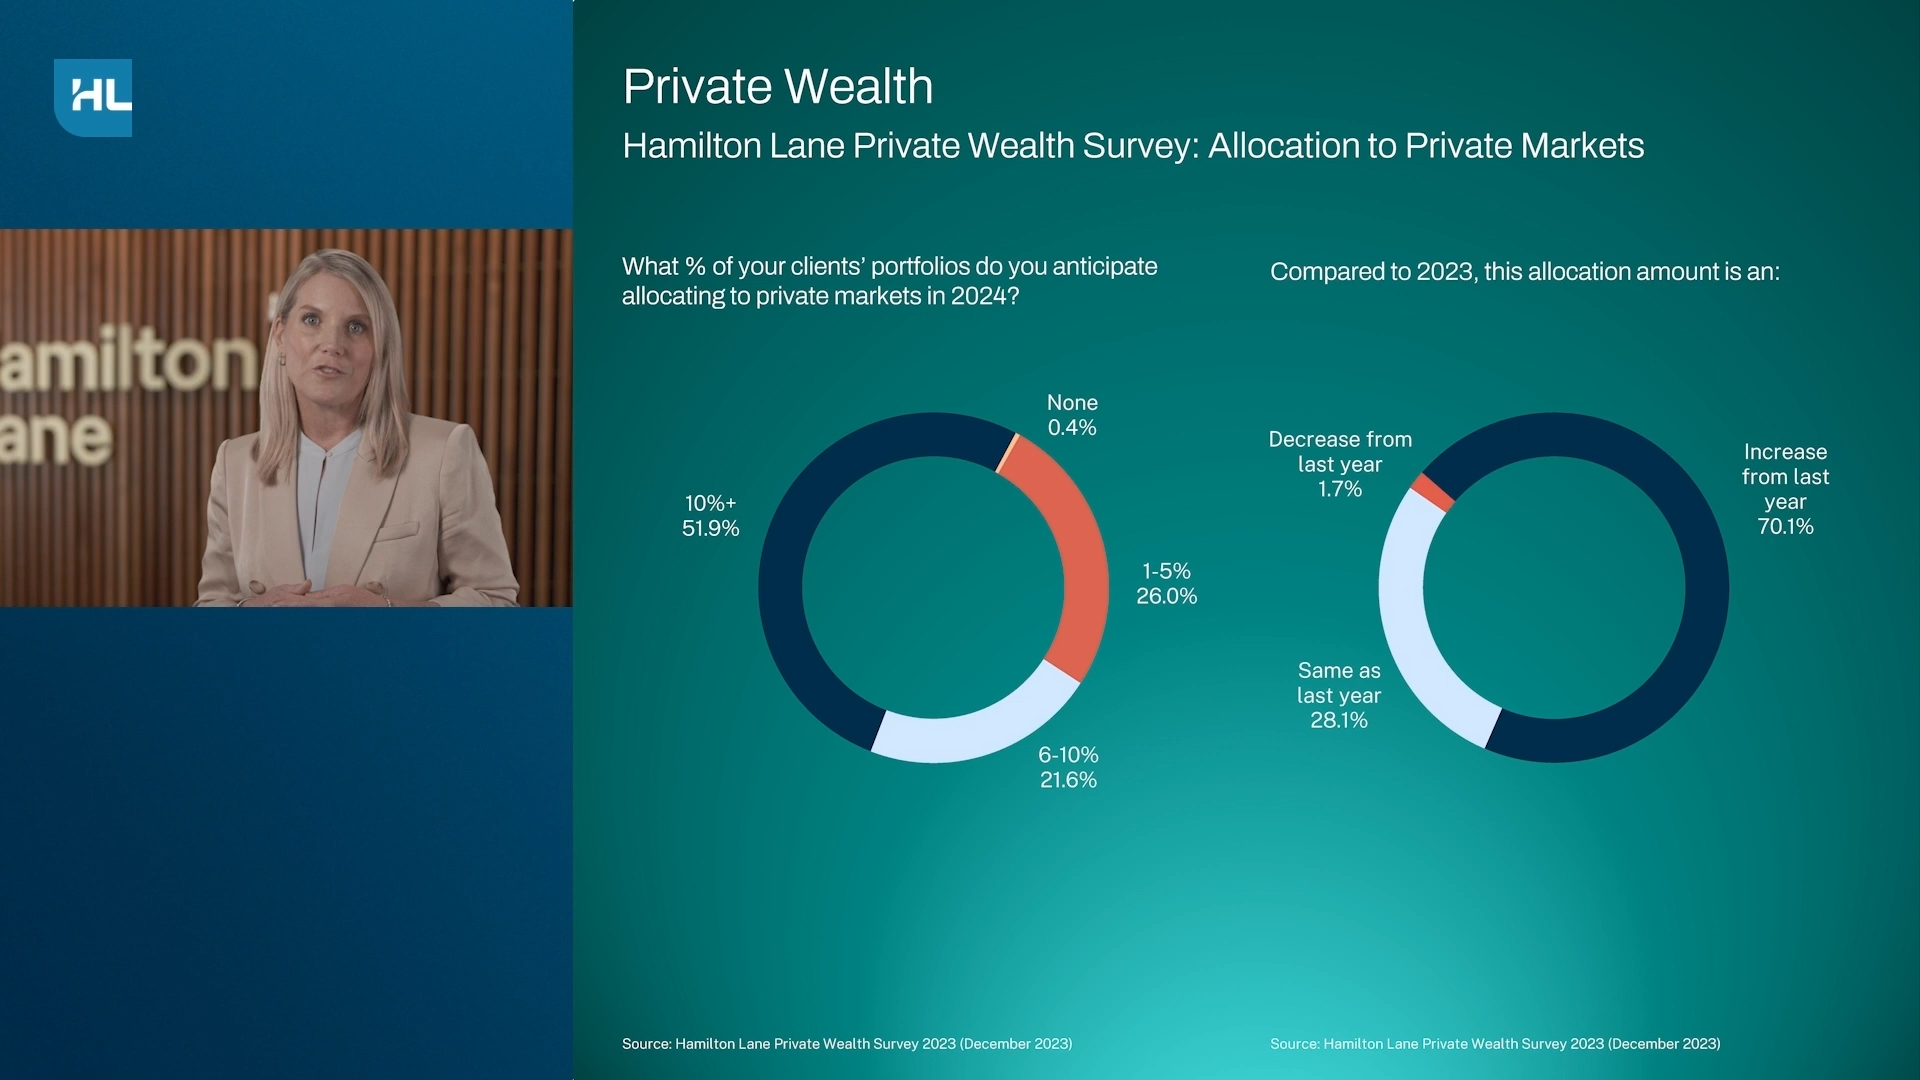 HL
amilton
ane
Private Wealth
Hamilton Lane Private Wealth Survey: Allocation to Private Markets
What % of your clients’ portfolios do you anticipate
allocating to private markets in 2024?
None
0.4%
10%+
51.9%
1-5%
26.0%
6-10%
21.6%
Source: Hamilton Lane Private Wealth Survey 2023 (December 2023)
Compared to 2023, this allocation amount is an:
Decrease from
last year
1.7%
Increase
from last
year
70.1%
Same as
last year
28.1%
Source: Hamilton Lane Private Wealth Survey 2023 (December 2023)